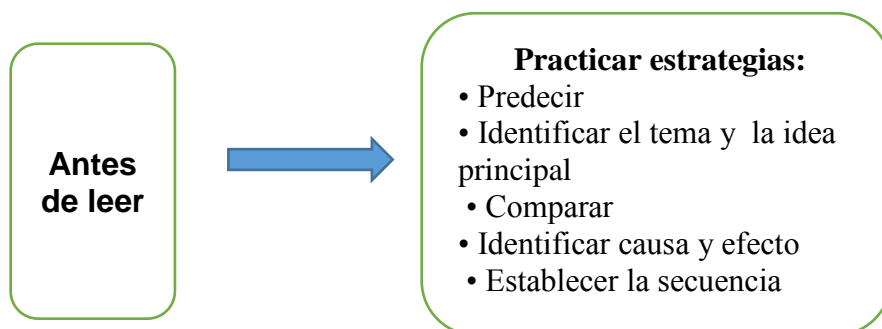 Antes
de leer
Practicar estrategias:
• Predecir
• Identificar el tema y la idea
principal
• Comparar
• Identificar causa y efecto
• Establecer la secuencia